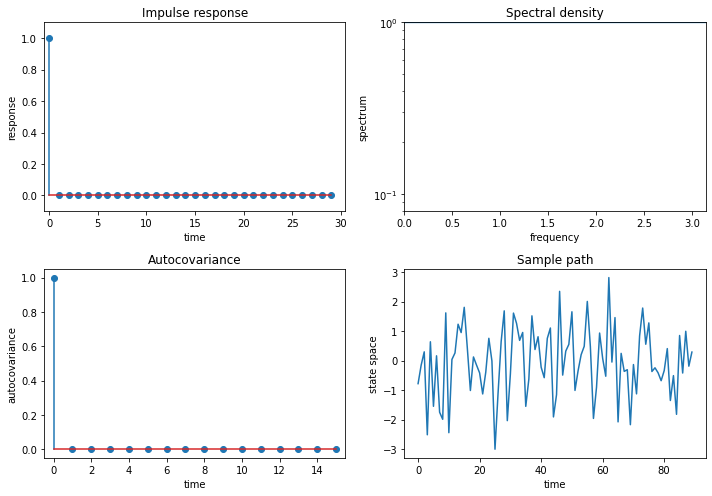 Impulse response
1.0
0.8
0.6
0.4
0.2
0.0
response
0 5 10 15 20 25 30
time
Spectral density
10⁰
10⁻¹
spectrum
0.0 0.5 1.0 1.5 2.0 2.5 3.0
frequency
Autocovariance
1.0
0.8
0.6
0.4
0.2
0.0
autocovariance
0 2 4 6 8 10 12 14
time
Sample path
3
2
1
0
−1
−2
−3
state space
0 20 40 60 80
time